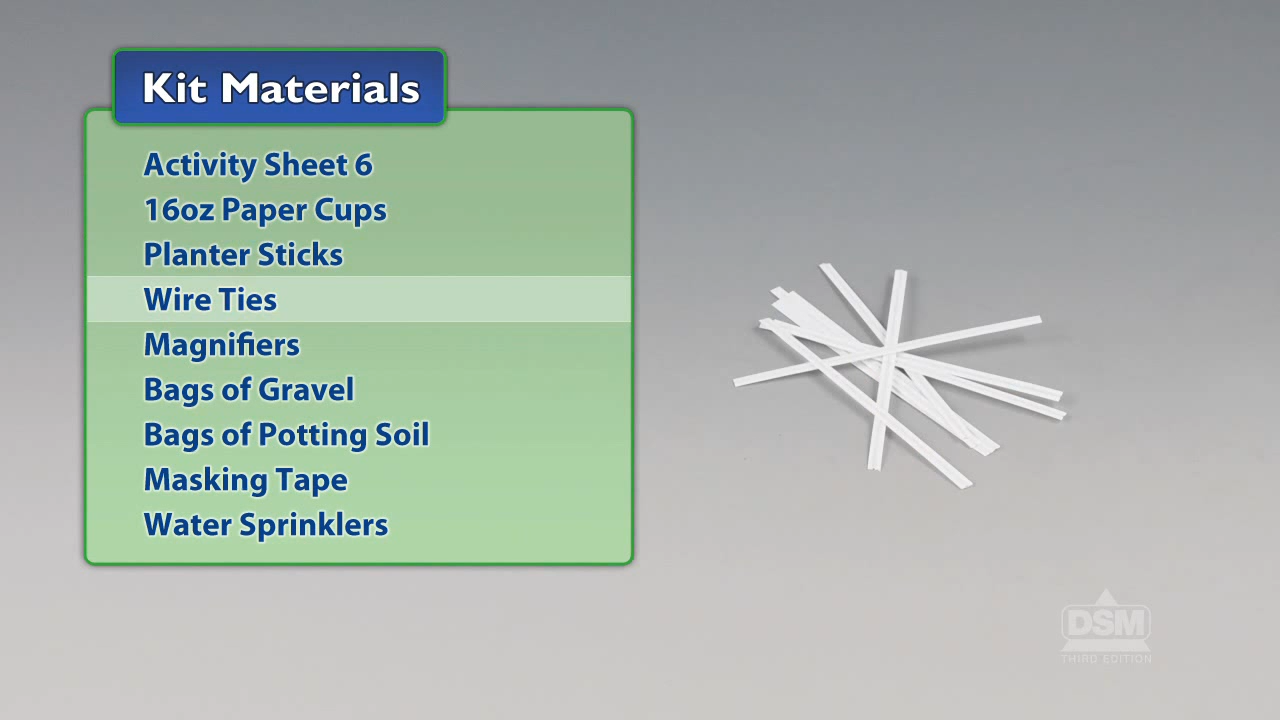 Kit Materials
Activity Sheet 6
16oz Paper Cups
Planter Sticks
Wire Ties
Magnifiers
Bags of Gravel
Bags of Potting Soil
Masking Tape
Water Sprinklers
DSM
THIRD EDITION